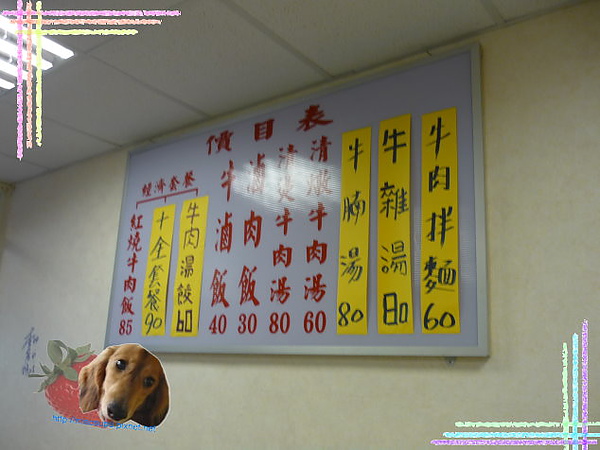 價目表
牛肉拌麵 60
牛雜湯 80
牛腩湯 80
清燉牛肉湯 60
清燙牛肉湯 80
滷肉飯 30
牛滷飯 40
經濟套餐
牛肉湯餃 60
十全套餐 90
紅燒牛肉飯 85